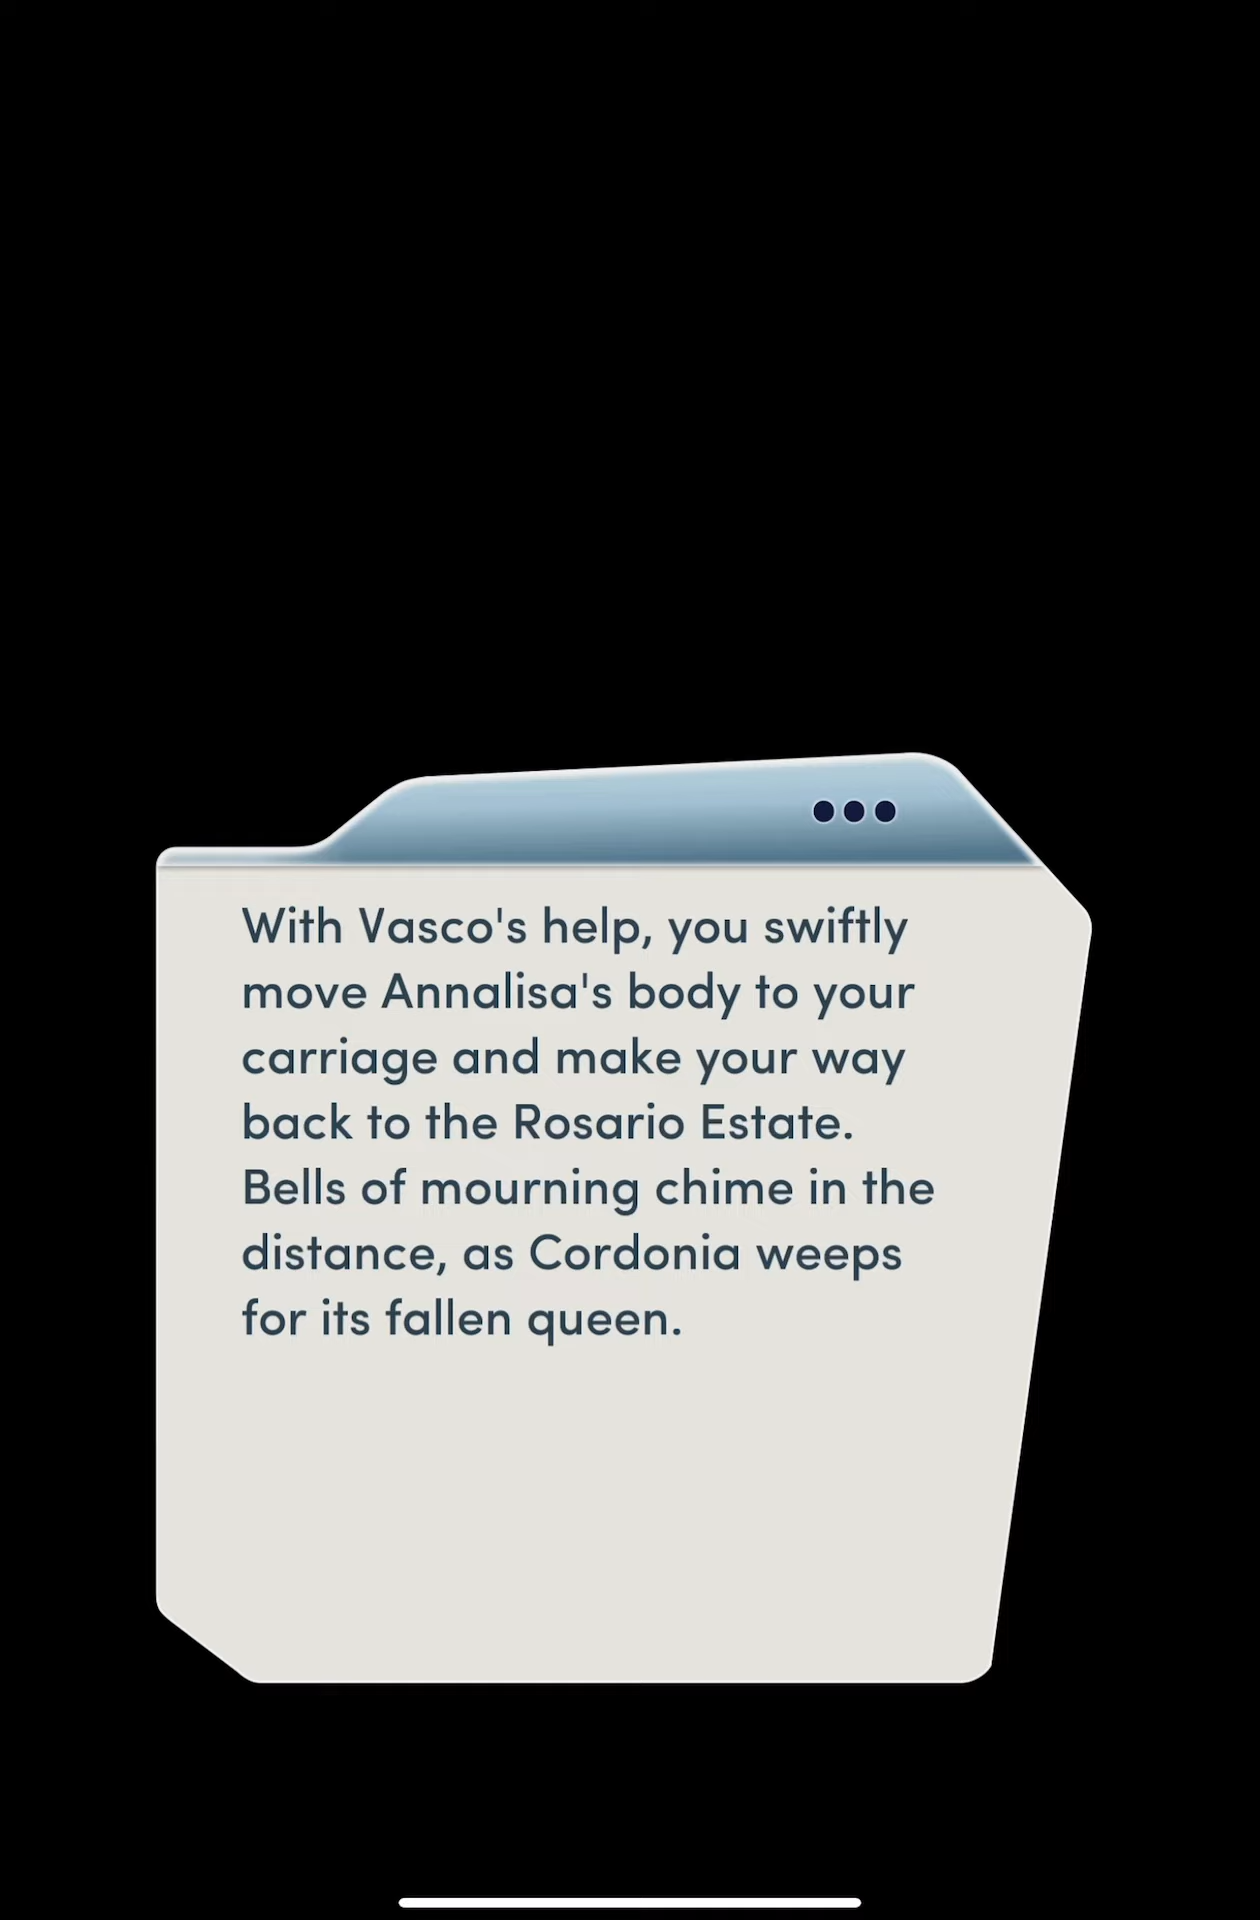 With Vasco's help, you swiftly
move Annalisa's body to your
carriage and make your way
back to the Rosario Estate.
Bells of mourning chime in the
distance, as Cordonia weeps
for its fallen queen.